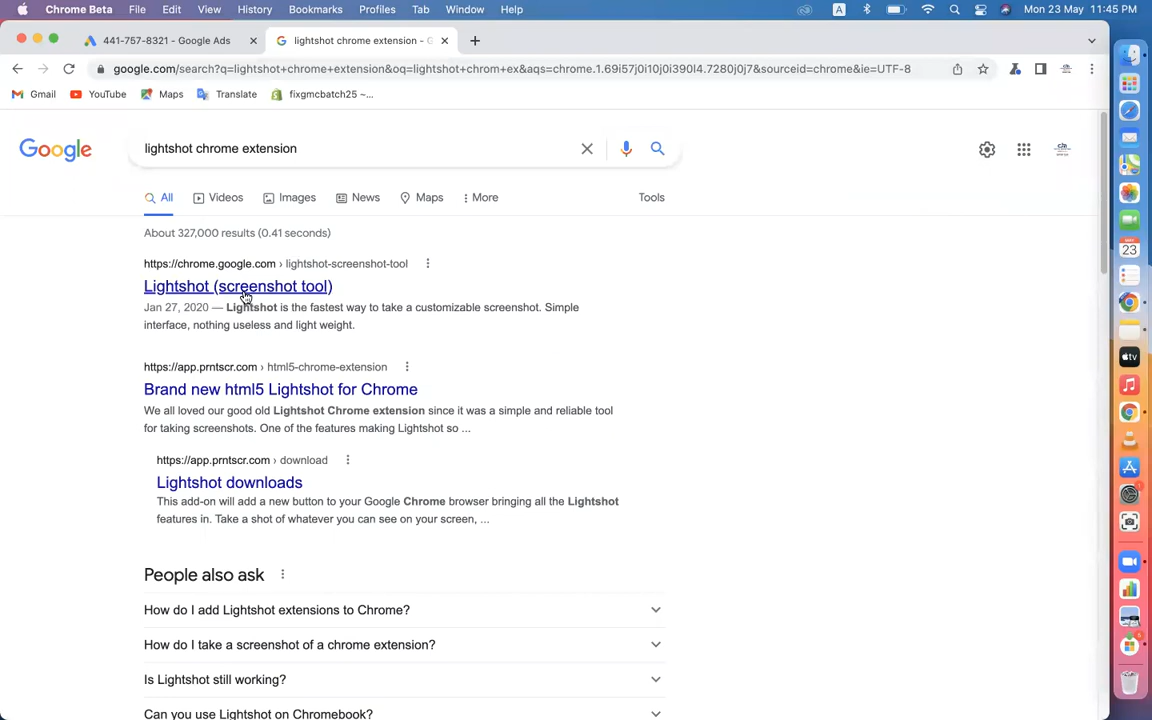 Chrome Beta File Edit View History Bookmarks Profiles Tab Window Help A Mon 23 May 11:45 PM
441-757-8321 - Google Ads lightshot chrome extension - G
google.com/search?q=lightshot+chrome+extension&oq=lightshot+chrom+ex&aqs=chrome.1.69i57j0i10j0i390l4.7280j0j7&sourceid=chrome&ie=UTF-8
Gmail YouTube Maps Translate fixgmcbatch25 ~...
Google lightshot chrome extension
All Videos Images News Maps More Tools
About 327,000 results (0.41 seconds)
https://chrome.google.com › lightshot-screenshot-tool
Lightshot (screenshot tool)
Jan 27, 2020 — Lightshot is the fastest way to take a customizable screenshot. Simple
interface, nothing useless and light weight.
https://app.prntscr.com › html5-chrome-extension
Brand new html5 Lightshot for Chrome
We all loved our good old Lightshot Chrome extension since it was a simple and reliable tool
for taking screenshots. One of the features making Lightshot so ...
https://app.prntscr.com › download
Lightshot downloads
This add-on will add a new button to your Google Chrome browser bringing all the Lightshot
features in. Take a shot of whatever you can see on your screen, ...
People also ask
How do I add Lightshot extensions to Chrome?
How do I take a screenshot of a chrome extension?
Is Lightshot still working?
Can you use Lightshot on Chromebook?
23
tv